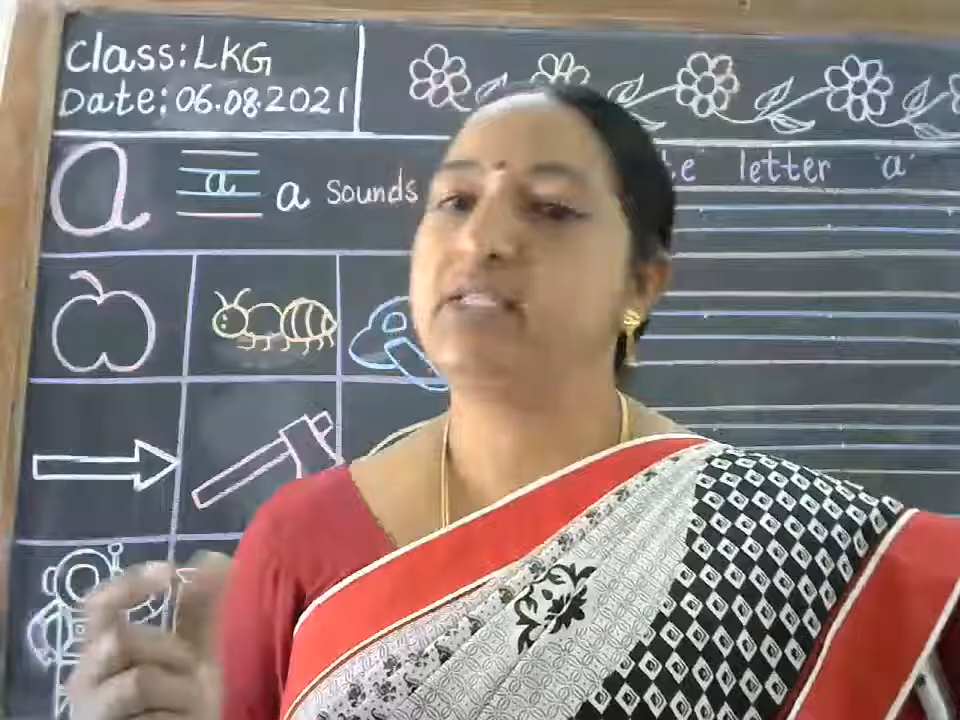 Class: LKG
Date: 06.08.2021
a a a sounds
letter 'a'